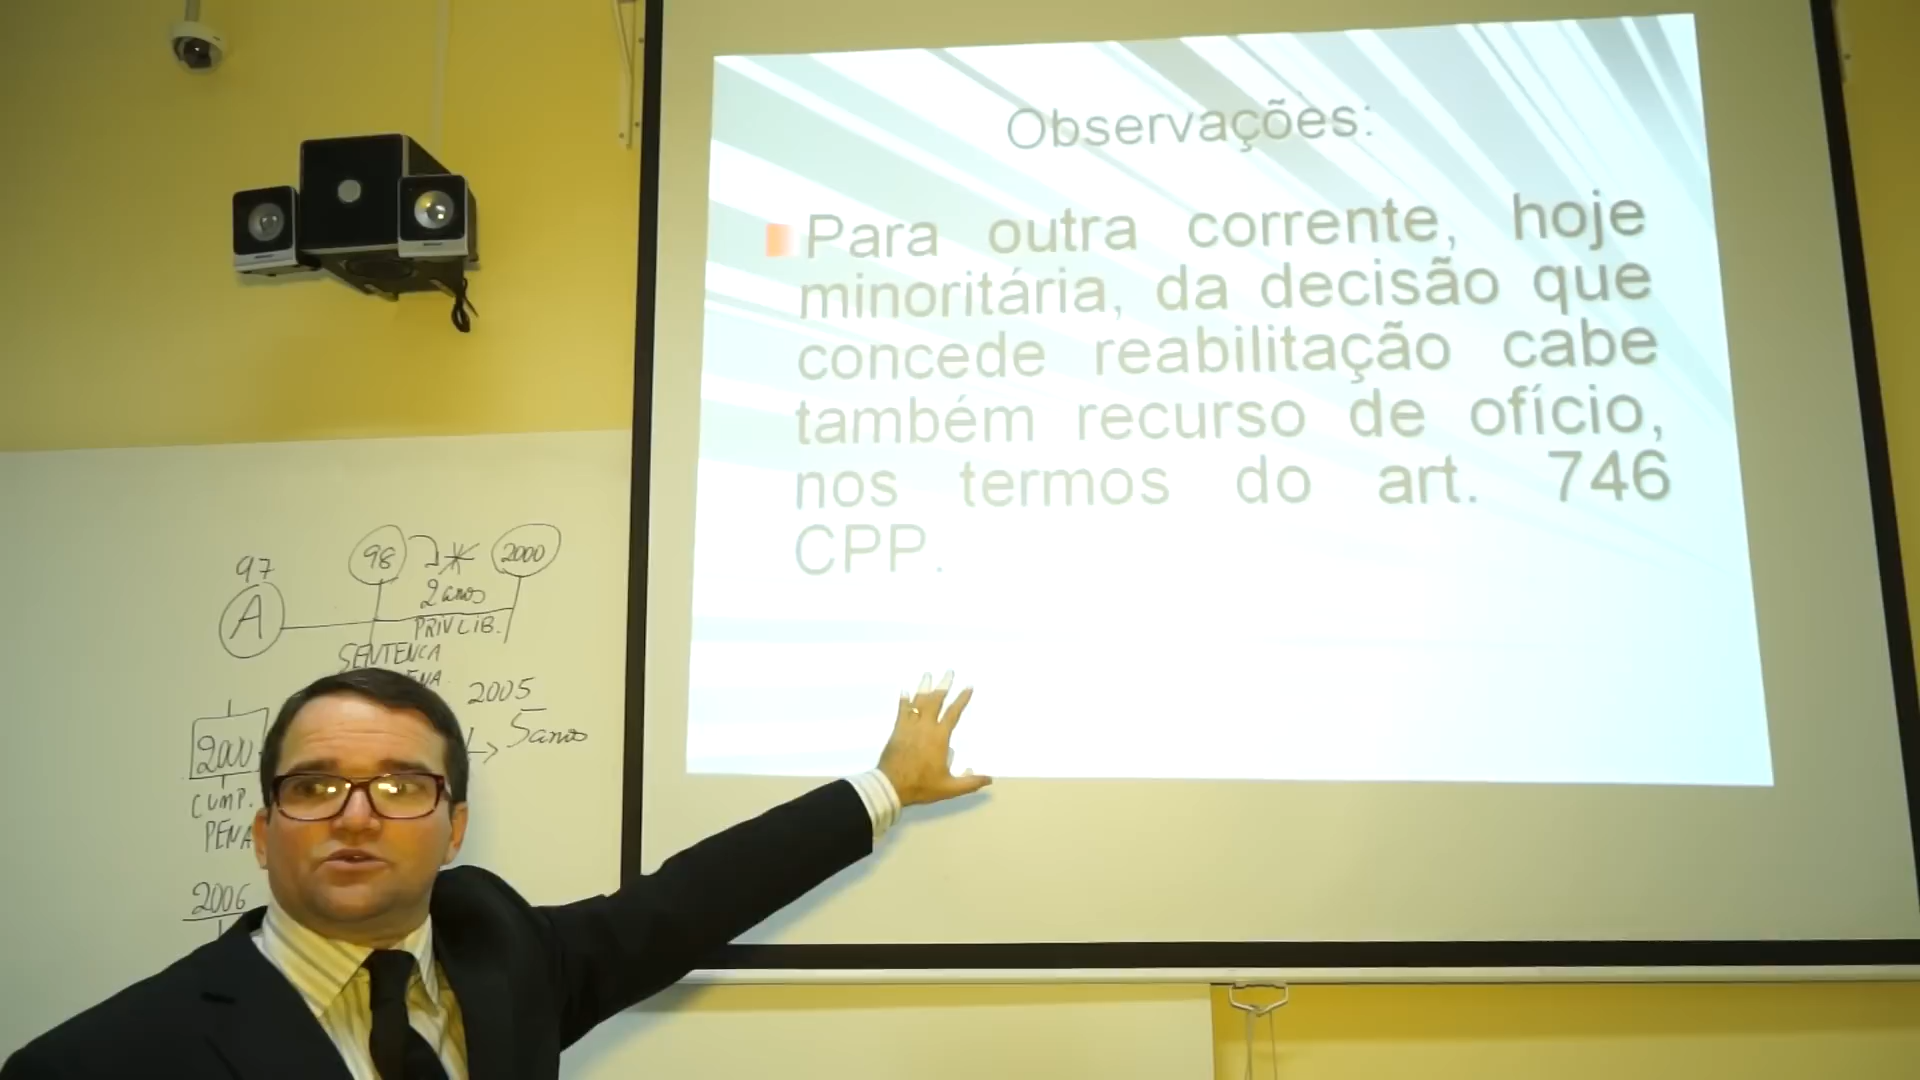 Observações:
Para outra corrente, hoje
minoritária, da decisão que
concede reabilitação cabe
também recurso de ofício,
nos termos do art. 746
CPP.
97
98
2000
A
2 anos
PRIV LIB.
SENTENCA
2005
5 anos
2000
CUMP.
PENA
2006